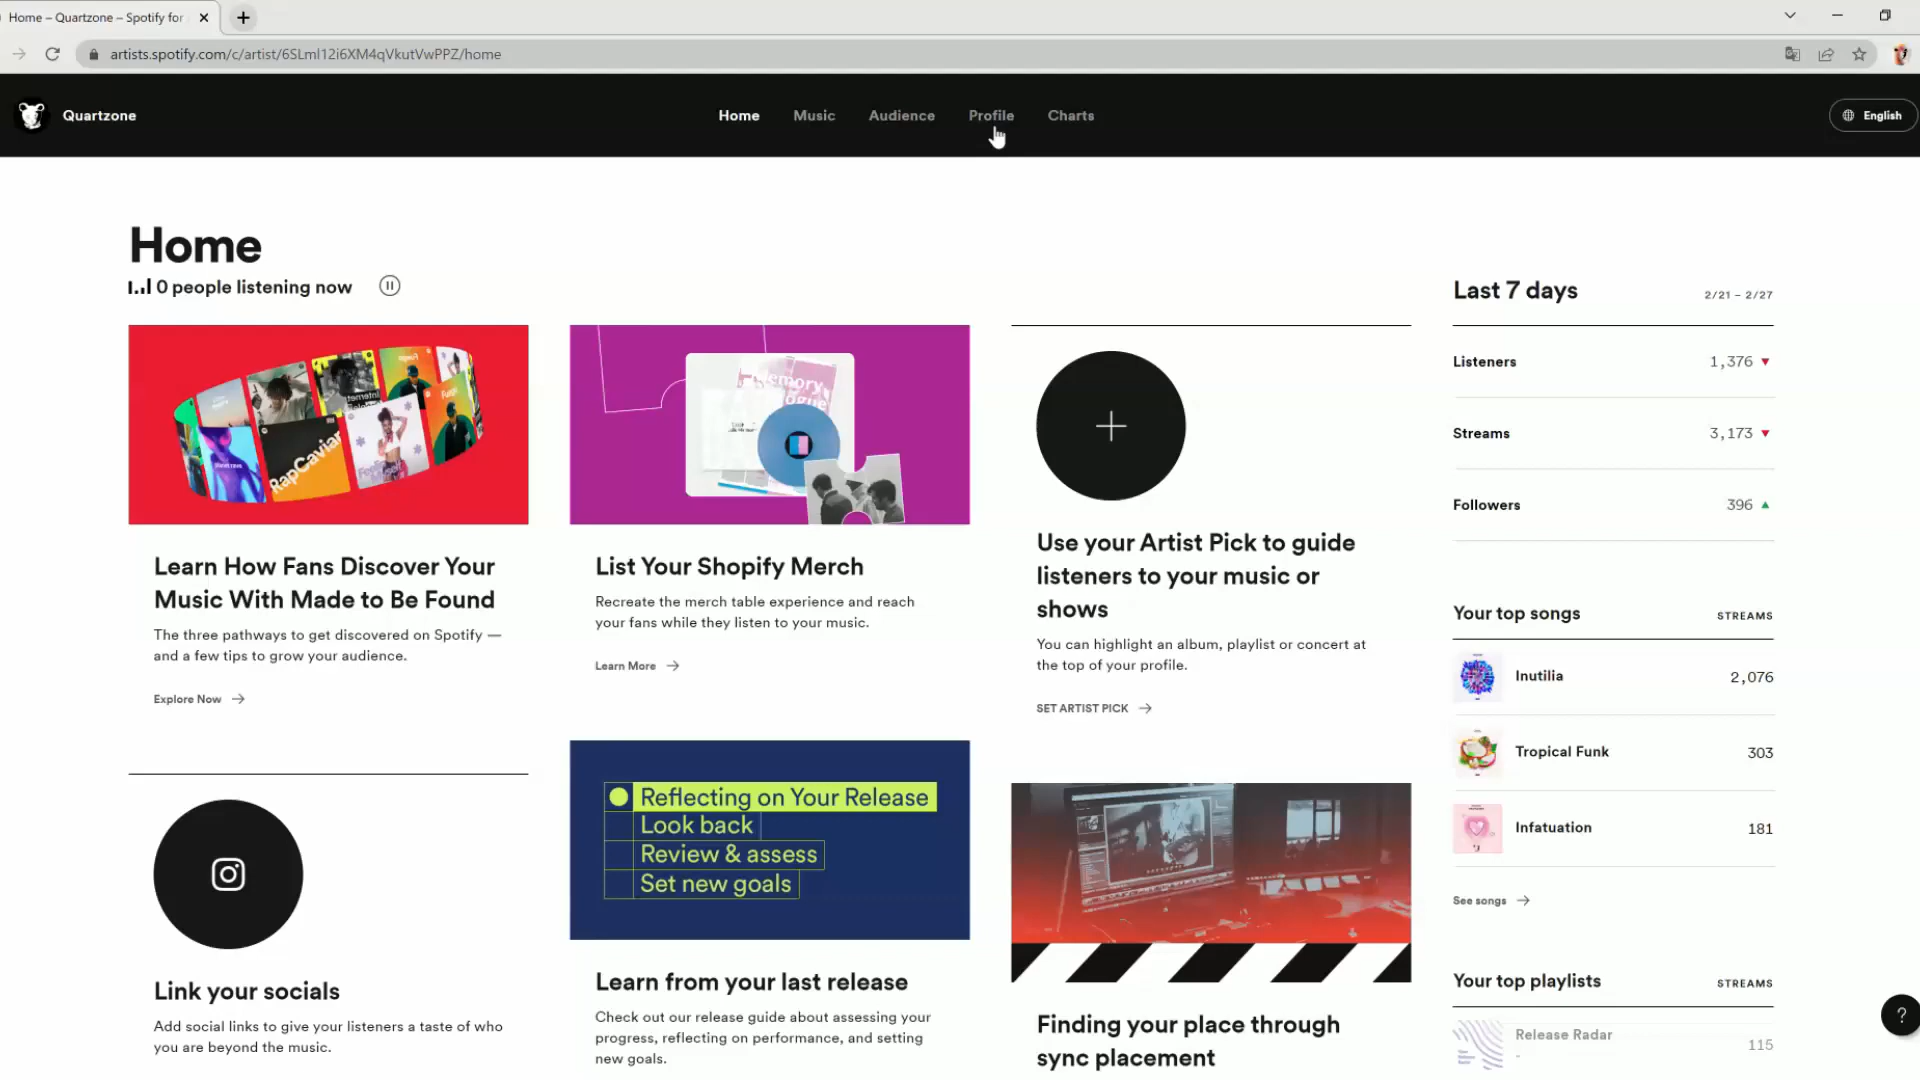 Home – Quartzone – Spotify for
artists.spotify.com/c/artist/6SLml12i6XM4qVkutVwPPZ/home
Quartzone
Home
Music
Audience
Profile
Charts
English
Home
0 people listening now
Learn How Fans Discover Your
Music With Made to Be Found
The three pathways to get discovered on Spotify —
and a few tips to grow your audience.
Explore Now
RapCaviar
List Your Shopify Merch
Recreate the merch table experience and reach
your fans while they listen to your music.
Learn More
Use your Artist Pick to guide
listeners to your music or
shows
You can highlight an album, playlist or concert at
the top of your profile.
SET ARTIST PICK
Link your socials
Add social links to give your listeners a taste of who
you are beyond the music.
Reflecting on Your Release
Look back
Review & assess
Set new goals
Learn from your last release
Check out our release guide about assessing your
progress, reflecting on performance, and setting
new goals.
Finding your place through
sync placement
Last 7 days
2/21 – 2/27
Listeners
1,376
Streams
3,173
Followers
396
Your top songs
STREAMS
Inutilia
2,076
Tropical Funk
303
Infatuation
181
See songs
Your top playlists
STREAMS
Release Radar
-
115
?